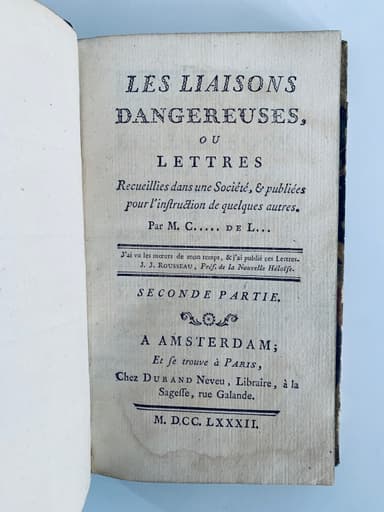 LES LIAISONS
DANGEREUSES,
OU
LETTRES
Recueillies dans une Société, & publiées
pour l'instruction de quelques autres.
Par M. C..... DE L...
J'ai vu les mœurs de mon temps, & j'ai publié ces Lettres.
J. J. ROUSSEAU, Préf. de la Nouvelle Héloïse.
SECONDE PARTIE.
A AMSTERDAM;
Et se trouve à PARIS,
Chez DURAND Neveu, Libraire, à la
Sagesse, rue Galande.
M. DCC. LXXXII.